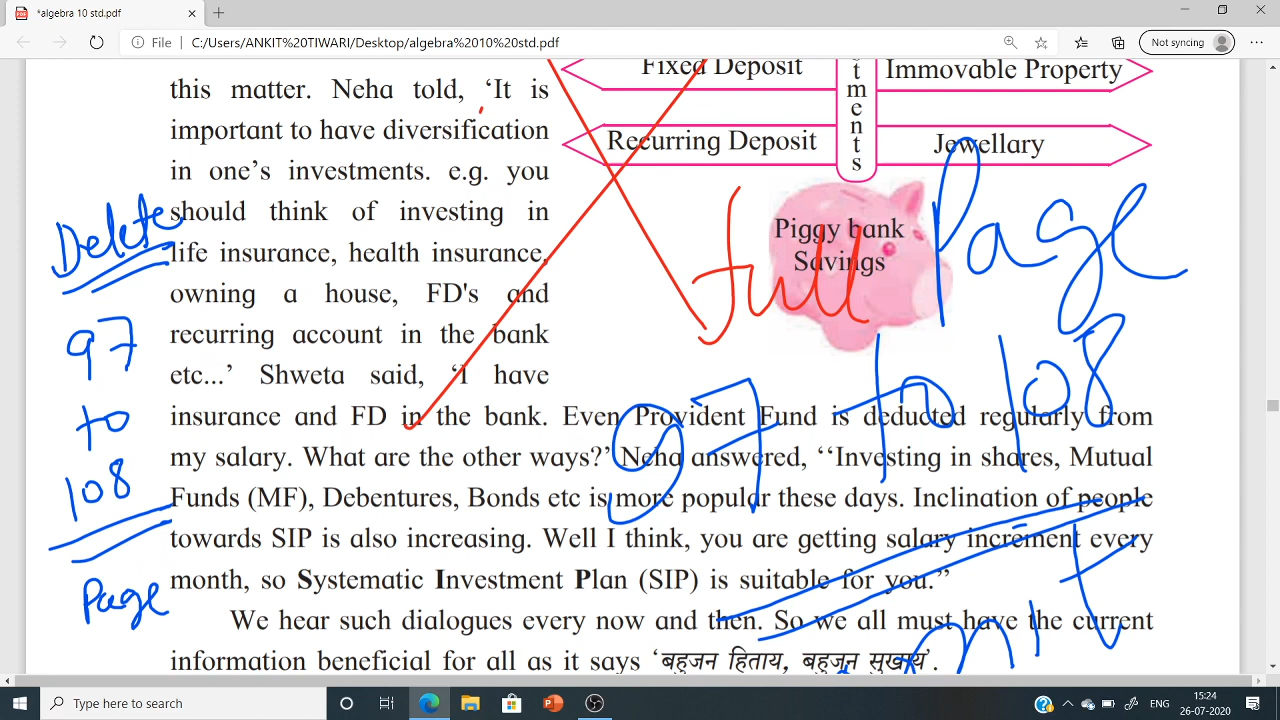 *algebra 10 std.pdf
File C:/Users/ANKIT%20TIWARI/Desktop/algebra%2010%20std.pdf Not syncing
Fixed Deposit
Immovable Property
Recurring Deposit
Jewellary
t
m
e
n
t
s
Piggy bank
Savings
this matter. Neha told, ‘It is
important to have diversification
in one’s investments. e.g. you
should think of investing in
life insurance, health insurance,
owning a house, FD's and
recurring account in the bank
etc...’ Shweta said, ‘I have
insurance and FD in the bank. Even Provident Fund is deducted regularly from
my salary. What are the other ways?’ Neha answered, ‘‘Investing in shares, Mutual
Funds (MF), Debentures, Bonds etc is more popular these days. Inclination of people
towards SIP is also increasing. Well I think, you are getting salary increment every
month, so Systematic Investment Plan (SIP) is suitable for you.’’
We hear such dialogues every now and then. So we all must have the current
information beneficial for all as it says ‘बहुजन हिताय, बहुजन सुखाय’.
Delete
97
to
108
Page
full Page
97 to 108
Type here to search
ENG
15:24
26-07-2020